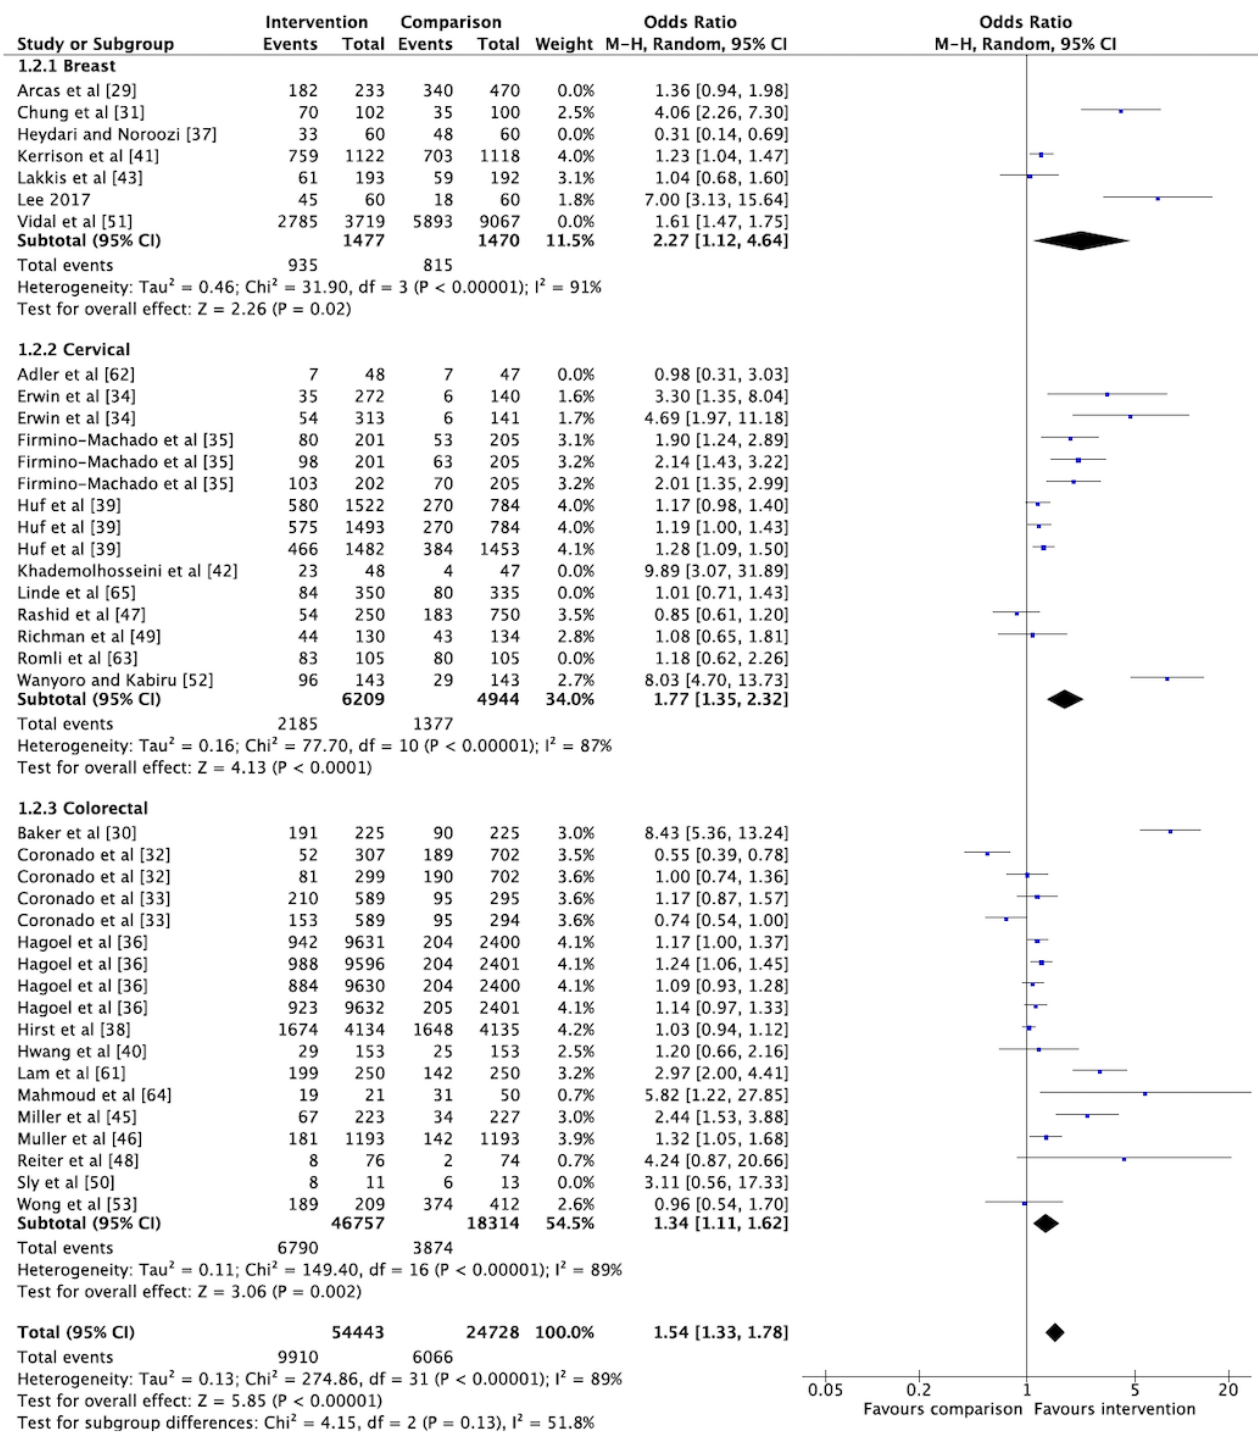 Intervention Comparison Odds Ratio Odds Ratio
Study or Subgroup Events Total Events Total Weight M-H, Random, 95% CI M-H, Random, 95% CI
1.2.1 Breast
Arcas et al [29] 182 233 340 470 0.0% 1.36 [0.94, 1.98]
Chung et al [31] 70 102 35 100 2.5% 4.06 [2.26, 7.30]
Heydari and Noroozi [37] 33 60 48 60 0.0% 0.31 [0.14, 0.69]
Kerrison et al [41] 759 1122 703 1118 4.0% 1.23 [1.04, 1.47]
Lakkis et al [43] 61 193 59 192 3.1% 1.04 [0.68, 1.60]
Lee 2017 45 60 18 60 1.8% 7.00 [3.13, 15.64]
Vidal et al [51] 2785 3719 5893 9067 0.0% 1.61 [1.47, 1.75]
Subtotal (95% CI) 1477 1470 11.5% 2.27 [1.12, 4.64]
Total events 935 815
Heterogeneity: Tau² = 0.46; Chi² = 31.90, df = 3 (P < 0.00001); I² = 91%
Test for overall effect: Z = 2.26 (P = 0.02)
1.2.2 Cervical
Adler et al [62] 7 48 7 47 0.0% 0.98 [0.31, 3.03]
Erwin et al [34] 35 272 6 140 1.6% 3.30 [1.35, 8.04]
Erwin et al [34] 54 313 6 141 1.7% 4.69 [1.97, 11.18]
Firmino-Machado et al [35] 80 201 53 205 3.1% 1.90 [1.24, 2.89]
Firmino-Machado et al [35] 98 201 63 205 3.2% 2.14 [1.43, 3.22]
Firmino-Machado et al [35] 103 202 70 205 3.2% 2.01 [1.35, 2.99]
Huf et al [39] 580 1522 270 784 4.0% 1.17 [0.98, 1.40]
Huf et al [39] 575 1493 270 784 4.0% 1.19 [1.00, 1.43]
Huf et al [39] 466 1482 384 1453 4.1% 1.28 [1.09, 1.50]
Khademolhosseini et al [42] 23 48 4 47 0.0% 9.89 [3.07, 31.89]
Linde et al [65] 84 350 80 335 0.0% 1.01 [0.71, 1.43]
Rashid et al [47] 54 250 183 750 3.5% 0.85 [0.61, 1.20]
Richman et al [49] 44 130 43 134 2.8% 1.08 [0.65, 1.81]
Romli et al [63] 83 105 80 105 0.0% 1.18 [0.62, 2.26]
Wanyoro and Kabiru [52] 96 143 29 143 2.7% 8.03 [4.70, 13.73]
Subtotal (95% CI) 6209 4944 34.0% 1.77 [1.35, 2.32]
Total events 2185 1377
Heterogeneity: Tau² = 0.16; Chi² = 77.70, df = 10 (P < 0.00001); I² = 87%
Test for overall effect: Z = 4.13 (P < 0.0001)
1.2.3 Colorectal
Baker et al [30] 191 225 90 225 3.0% 8.43 [5.36, 13.24]
Coronado et al [32] 52 307 189 702 3.5% 0.55 [0.39, 0.78]
Coronado et al [32] 81 299 190 702 3.6% 1.00 [0.74, 1.36]
Coronado et al [33] 210 589 95 295 3.6% 1.17 [0.87, 1.57]
Coronado et al [33] 153 589 95 294 3.6% 0.74 [0.54, 1.00]
Hagoel et al [36] 942 9631 204 2400 4.1% 1.17 [1.00, 1.37]
Hagoel et al [36] 988 9596 204 2401 4.1% 1.24 [1.06, 1.45]
Hagoel et al [36] 884 9630 204 2400 4.1% 1.09 [0.93, 1.28]
Hagoel et al [36] 923 9632 205 2401 4.1% 1.14 [0.97, 1.33]
Hirst et al [38] 1674 4134 1648 4135 4.2% 1.03 [0.94, 1.12]
Hwang et al [40] 29 153 25 153 2.5% 1.20 [0.66, 2.16]
Lam et al [61] 199 250 142 250 3.2% 2.97 [2.00, 4.41]
Mahmoud et al [64] 19 21 31 50 0.7% 5.82 [1.22, 27.85]
Miller et al [45] 67 223 34 227 3.0% 2.44 [1.53, 3.88]
Muller et al [46] 181 1193 142 1193 3.9% 1.32 [1.05, 1.68]
Reiter et al [48] 8 76 2 74 0.7% 4.24 [0.87, 20.66]
Sly et al [50] 8 11 6 13 0.0% 3.11 [0.56, 17.33]
Wong et al [53] 189 209 374 412 2.6% 0.96 [0.54, 1.70]
Subtotal (95% CI) 46757 18314 54.5% 1.34 [1.11, 1.62]
Total events 6790 3874
Heterogeneity: Tau² = 0.11; Chi² = 149.40, df = 16 (P < 0.00001); I² = 89%
Test for overall effect: Z = 3.06 (P = 0.002)
Total (95% CI) 54443 24728 100.0% 1.54 [1.33, 1.78]
Total events 9910 6066
Heterogeneity: Tau² = 0.13; Chi² = 274.86, df = 31 (P < 0.00001); I² = 89%
Test for overall effect: Z = 5.85 (P < 0.00001)
Test for subgroup differences: Chi² = 4.15, df = 2 (P = 0.13), I² = 51.8%
0.05 0.2 1 5 20
Favours comparison Favours intervention